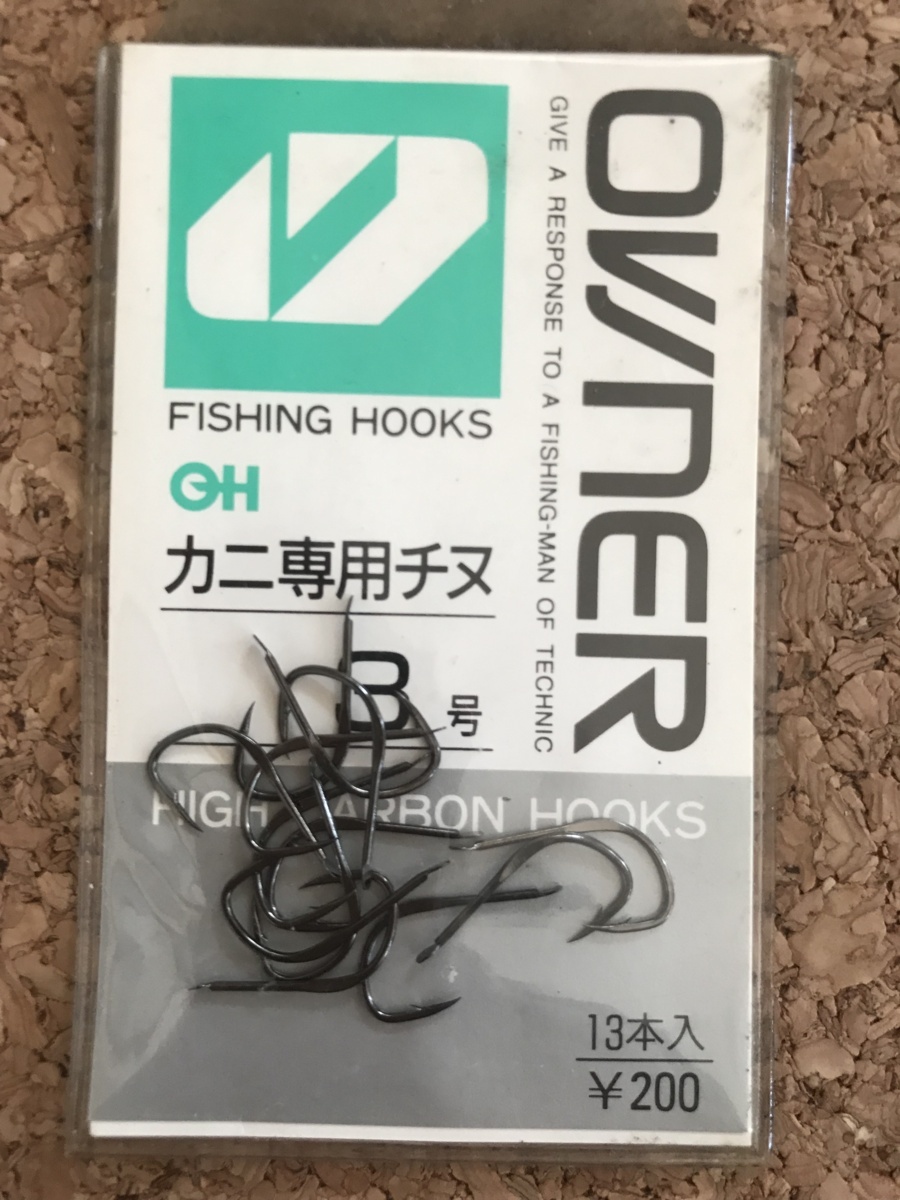 OWNER
GIVE A RESPONSE TO A FISHING-MAN OF TECHNIC
FISHING HOOKS
OH
カニ専用チヌ
3号
HIGH CARBON HOOKS
13本入
¥200